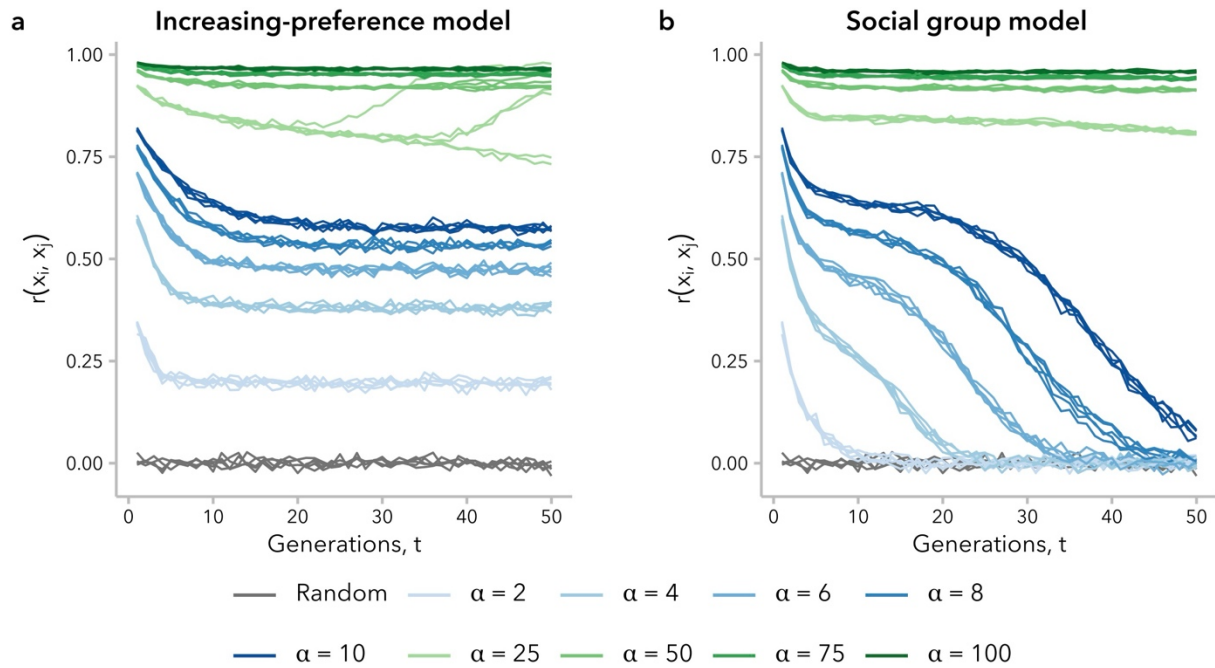 a
Increasing-preference model
1.00
0.75
0.50
0.25
0.00
r(xᵢ, xⱼ)
0 10 20 30 40 50
Generations, t
b
Social group model
1.00
0.75
0.50
0.25
0.00
r(xᵢ, xⱼ)
0 10 20 30 40 50
Generations, t
Random α = 2 α = 4 α = 6 α = 8
α = 10 α = 25 α = 50 α = 75 α = 100